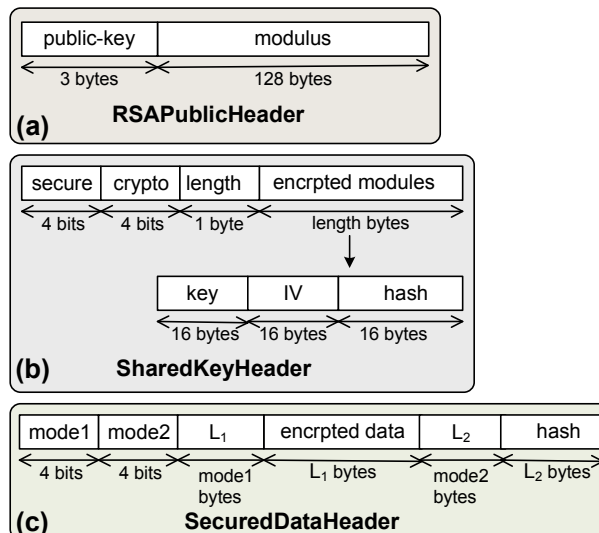 public-key modulus
3 bytes 128 bytes
RSAPublicHeader
(a)
secure crypto length encrpted modules
4 bits 4 bits 1 byte length bytes
key IV hash
16 bytes 16 bytes 16 bytes
(b) SharedKeyHeader
mode1 mode2 L₁ encrpted data L₂ hash
4 bits 4 bits mode1 bytes L₁ bytes mode2 bytes L₂ bytes
(c) SecuredDataHeader